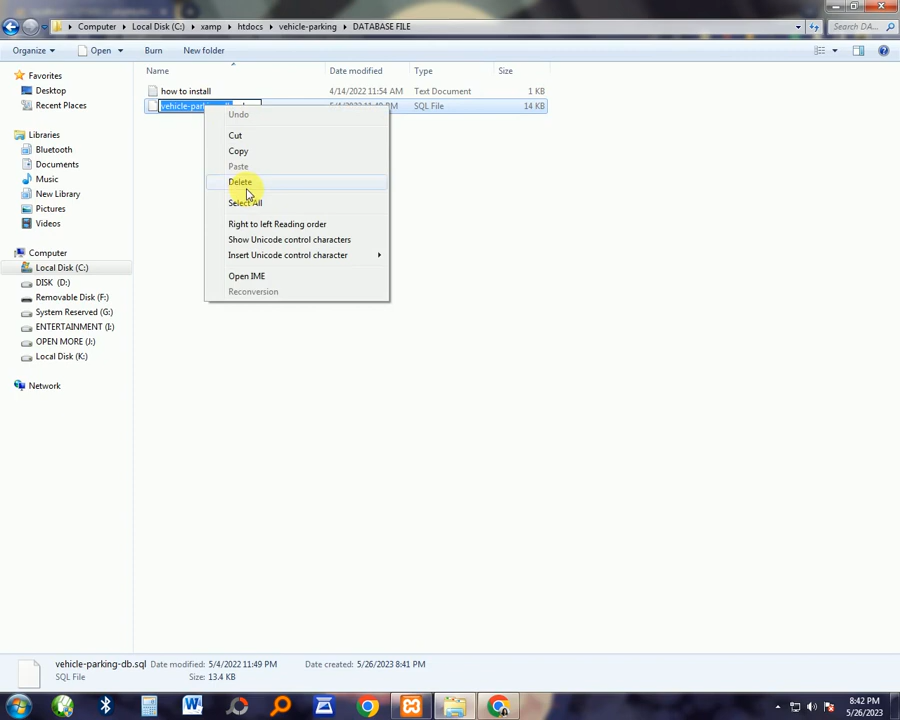 Computer ▸ Local Disk (C:) ▸ xamp ▸ htdocs ▸ vehicle-parking ▸ DATABASE FILE
Search DA...
Organize Open Burn New folder
Name Date modified Type Size
how to install 4/14/2022 11:54 AM Text Document 1 KB
SQL File 14 KB
Favorites
Desktop
Recent Places
Libraries
Bluetooth
Documents
Music
New Library
Pictures
Videos
Computer
Local Disk (C:)
DISK (D:)
Removable Disk (F:)
System Reserved (G:)
ENTERTAINMENT (I:)
OPEN MORE (J:)
Local Disk (K:)
Network
Undo
Cut
Copy
Paste
Delete
Select All
Right to left Reading order
Show Unicode control characters
Insert Unicode control character
Open IME
Reconversion
vehicle-parking-db.sql Date modified: 5/4/2022 11:49 PM Date created: 5/26/2023 8:41 PM
SQL File Size: 13.4 KB
8:42 PM
5/26/2023